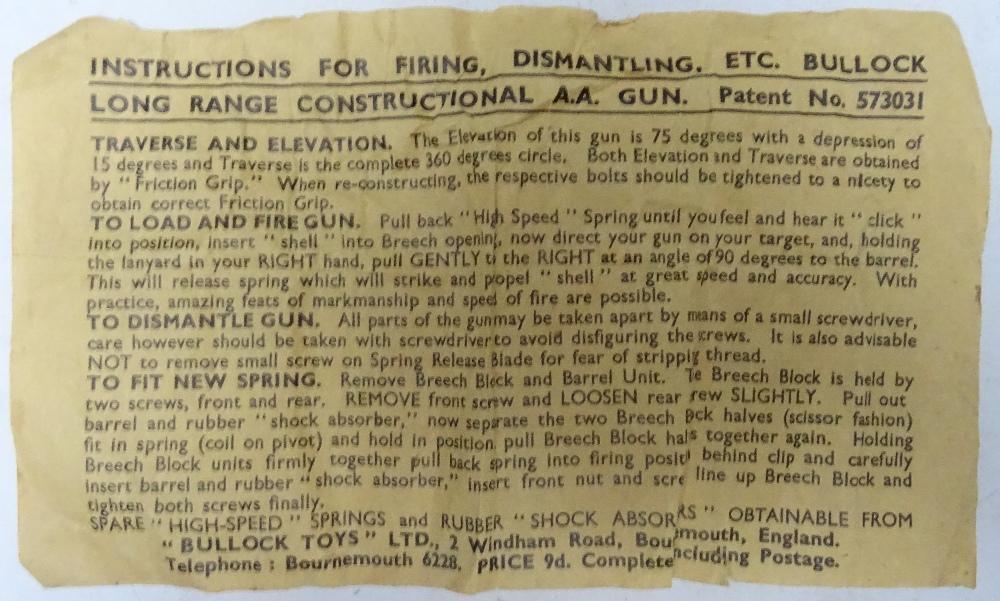 INSTRUCTIONS FOR FIRING, DISMANTLING. ETC. BULLOCK
LONG RANGE CONSTRUCTIONAL A.A. GUN. Patent No. 573031
TRAVERSE AND ELEVATION. The Elevation of this gun is 75 degrees with a depression of
15 degrees and Traverse is the complete 360 degrees circle. Both Elevation and Traverse are obtained
by "Friction Grip." When re-constructing, the respective bolts should be tightened to a nicety to
obtain correct Friction Grip.
TO LOAD AND FIRE GUN. Pull back "High Speed" Spring until you feel and hear it "click"
into position, insert "shell" into Breech opening, now direct your gun on your target, and, holding
the lanyard in your RIGHT hand, pull GENTLY t the RIGHT at an angle of 90 degrees to the barrel.
This will release spring which will strike and propel "shell" at great speed and accuracy. With
practice, amazing feats of markmanship and speed of fire are possible.
TO DISMANTLE GUN. All parts of the gun may be taken apart by means of a small screwdriver,
care however should be taken with screwdriver to avoid disfiguring the screws. It is also advisable
NOT to remove small screw on Spring Release Blade for fear of strippig thread.
TO FIT NEW SPRING. Remove Breech Block and Barrel Unit. Te Breech Block is held by
two screws, front and rear. REMOVE front screw and LOOSEN rear rew SLIGHTLY. Pull out
barrel and rubber "shock absorber," now separate the two Breech ck halves (scissor fashion)
fit in spring (coil on pivot) and hold in position pull Breech Block hals together again. Holding
Breech Block units firmly together pull back spring into firing posit behind clip and carefully
insert barrel and rubber "shock absorber," insert front nut and scre line up Breech Block and
tighten both screws finally.
SPARE "HIGH-SPEED" SPRINGS and RUBBER "SHOCK ABSORRS" OBTAINABLE FROM
"BULLOCK TOYS" LTD., 2 Windham Road, Bourmouth, England.
Telephone : Bournemouth 6228, PRICE 9d. Complete ncluding Postage.